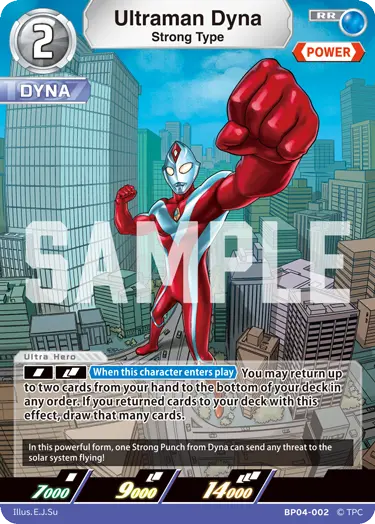 Ultraman Dyna
Strong Type
2
RR
POWER
DYNA
SAMPLE
Ultra Hero
When this character enters play You may return up
to two cards from your hand to the bottom of your deck in
any order. If you returned cards to your deck with this
effect, draw that many cards.
In this powerful form, one Strong Punch from Dyna can send any threat to the
solar system flying!
7000 9000 14000
Illus.E.J.Su BP04-002 © TPC